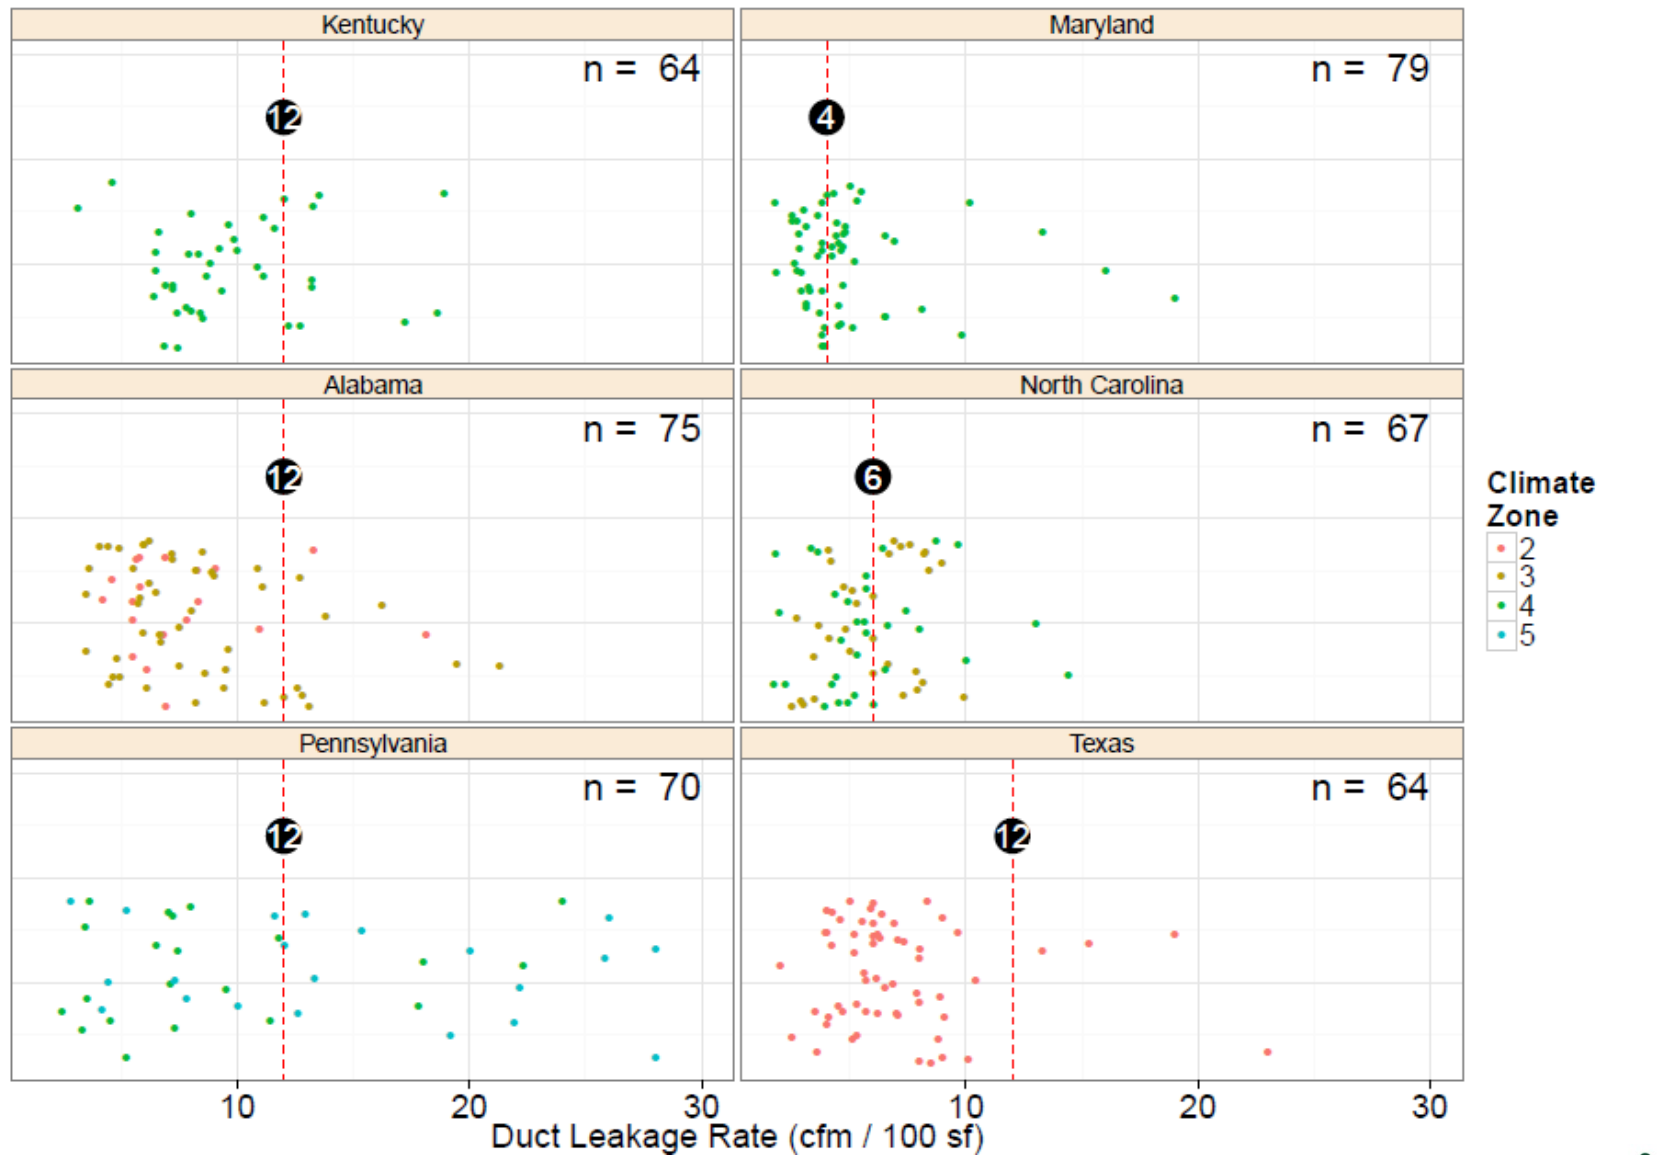 Kentucky
Maryland
n = 64
n = 79
12
4
Alabama
North Carolina
n = 75
n = 67
12
6
Climate
Zone
2
3
4
5
Pennsylvania
Texas
n = 70
n = 64
12
12
10 20 30 10 20 30
Duct Leakage Rate (cfm / 100 sf)